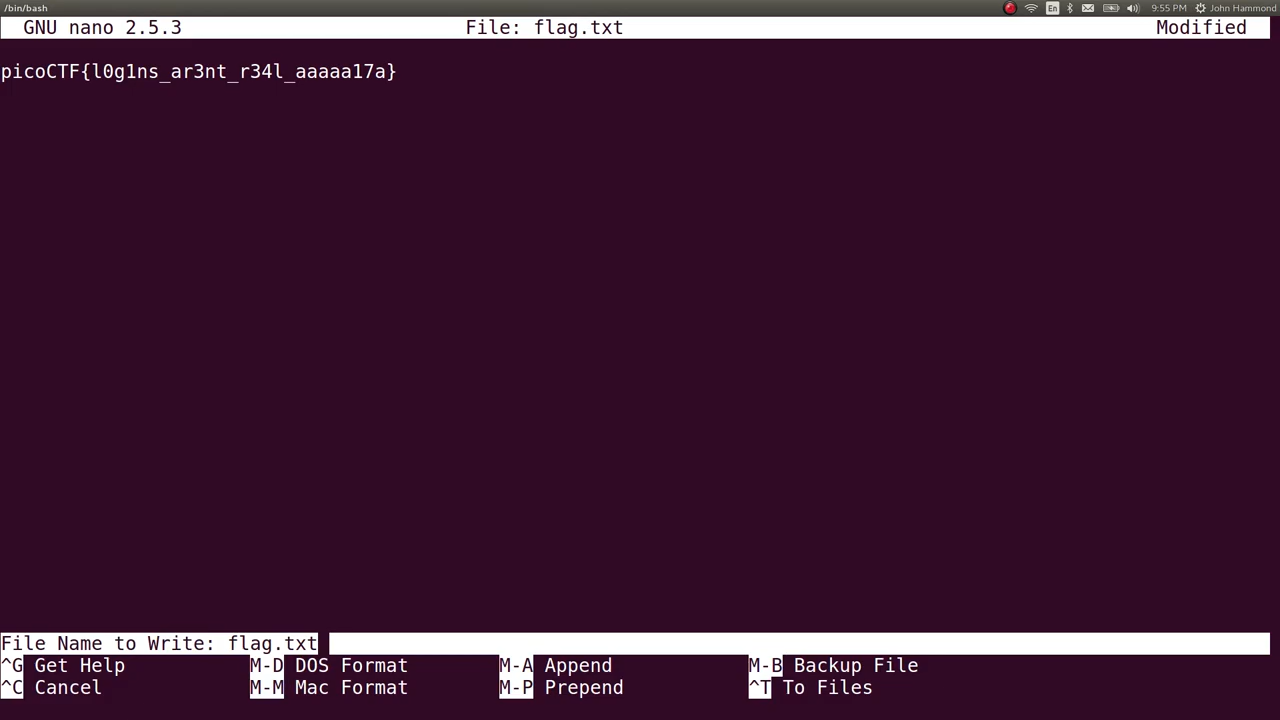 /bin/bash En 9:55 PM John Hammond
GNU nano 2.5.3 File: flag.txt Modified
picoCTF{l0g1ns_ar3nt_r34l_aaaaa17a}
File Name to Write: flag.txt
^G Get Help M-D DOS Format M-A Append M-B Backup File
^C Cancel M-M Mac Format M-P Prepend ^T To Files